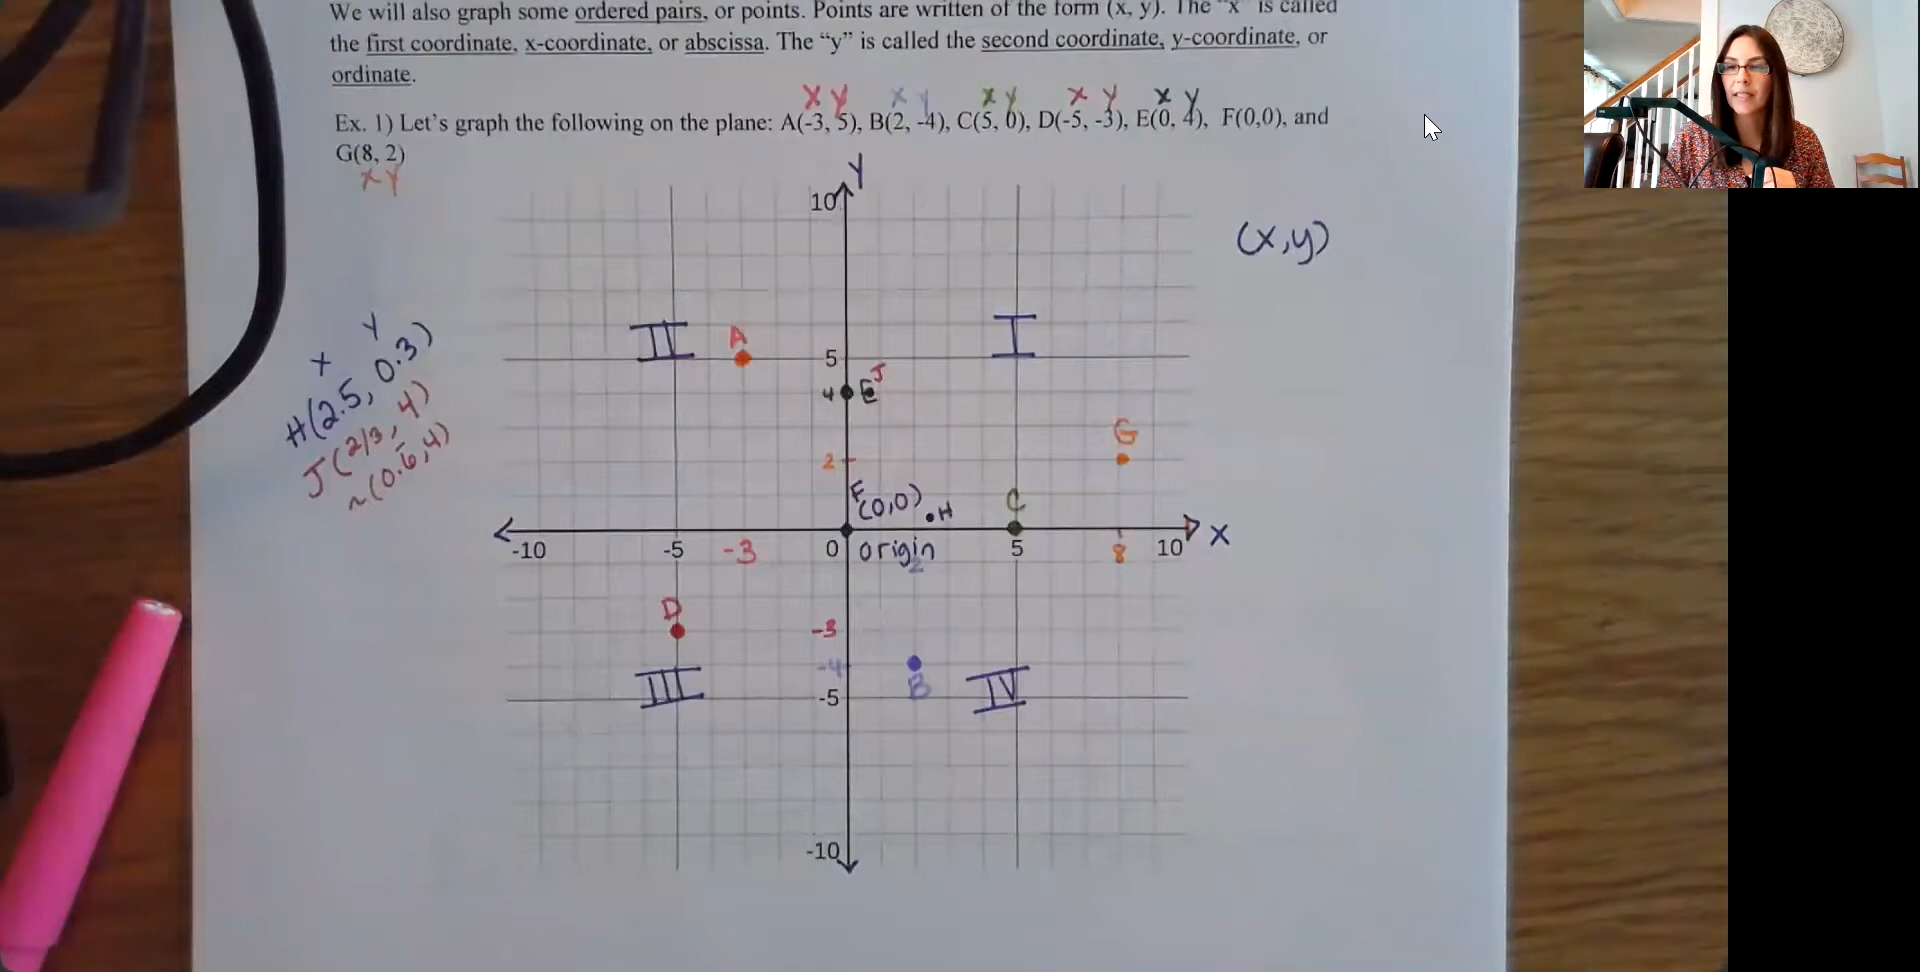 We will also graph some ordered pairs, or points. Points are written of the form (x, y). The "x" is called
the first coordinate, x-coordinate, or abscissa. The “y” is called the second coordinate, y-coordinate, or
ordinate.
X Y X Y X Y X Y X Y
Ex. 1) Let’s graph the following on the plane: A(-3, 5), B(2, -4), C(5, 0), D(-5, -3), E(0, 4), F(0,0), and
G(8, 2)
X Y
Y
10
(x,y)
II
A
I
5
X Y
H(2.5, 0.3)
J(2/3, 4)
~(0.6̅,4)
4 E J
G
2
F(0,0)
H
C
X
-10 -5 -3 0 origin 5 8 10
2
D
-3
III
-4
B
IV
-5
-10